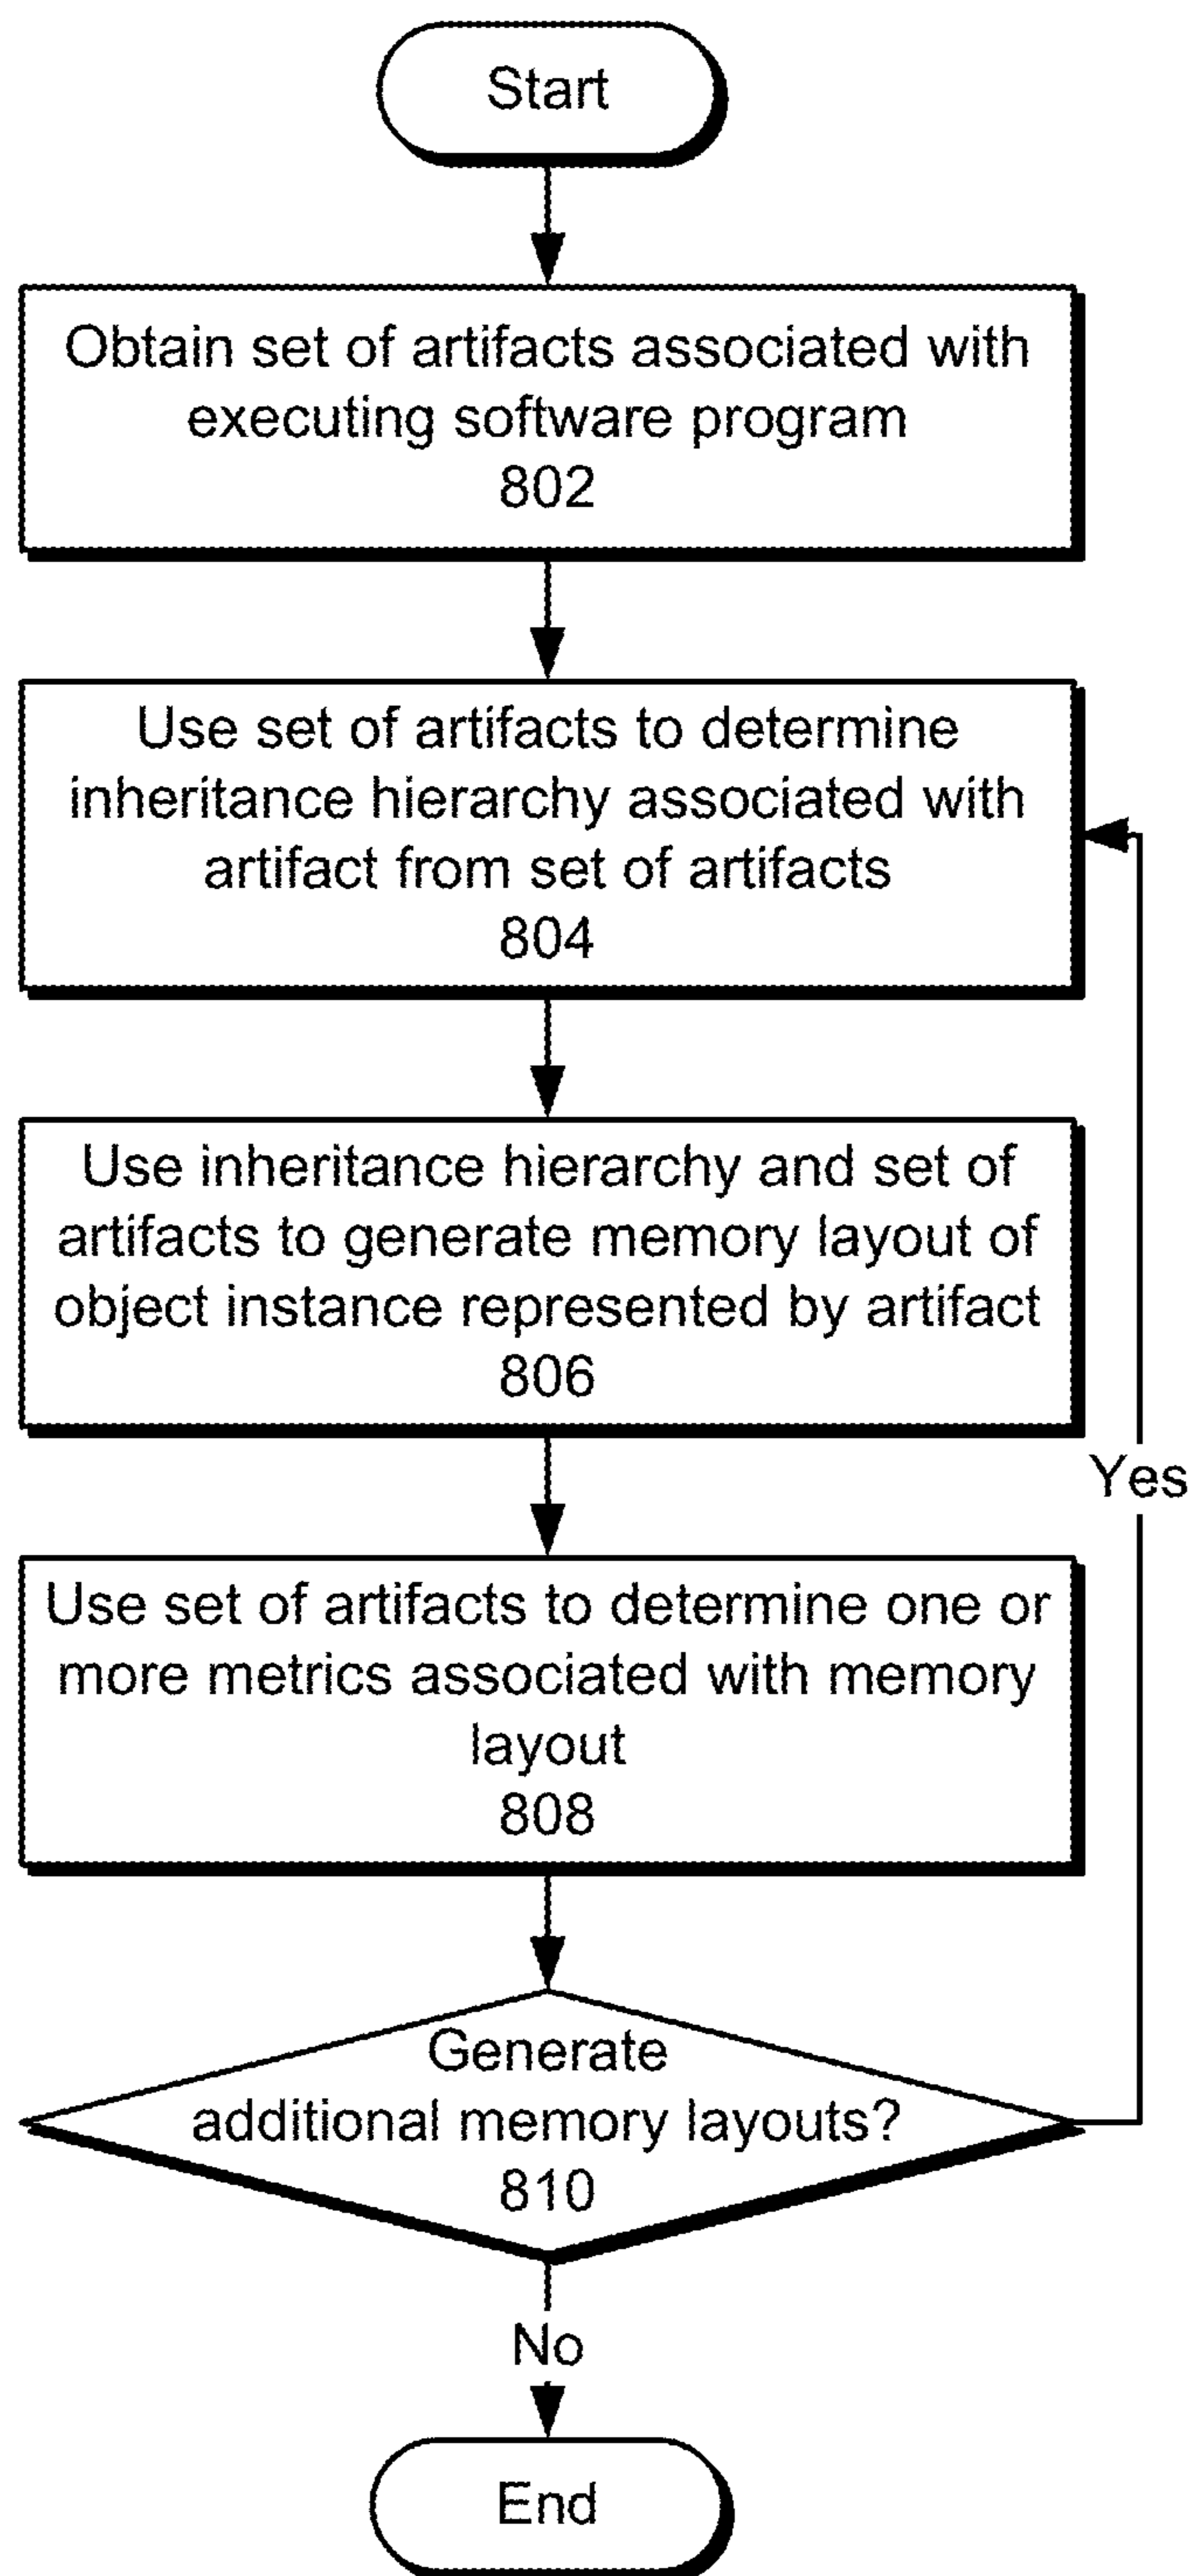 Start
Obtain set of artifacts associated with
executing software program
802
Use set of artifacts to determine
inheritance hierarchy associated with
artifact from set of artifacts
804
Use inheritance hierarchy and set of
artifacts to generate memory layout of
object instance represented by artifact
806
Yes
Use set of artifacts to determine one or
more metrics associated with memory
layout
808
Generate
additional memory layouts?
810
No
End